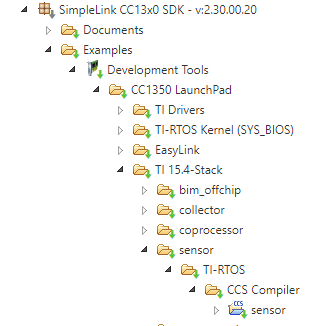 SimpleLink CC13x0 SDK - v:2.30.00.20
Documents
Examples
Development Tools
CC1350 LaunchPad
TI Drivers
TI-RTOS Kernel (SYS_BIOS)
EasyLink
TI 15.4-Stack
bim_offchip
collector
coprocessor
sensor
TI-RTOS
CCS Compiler
CCS
sensor